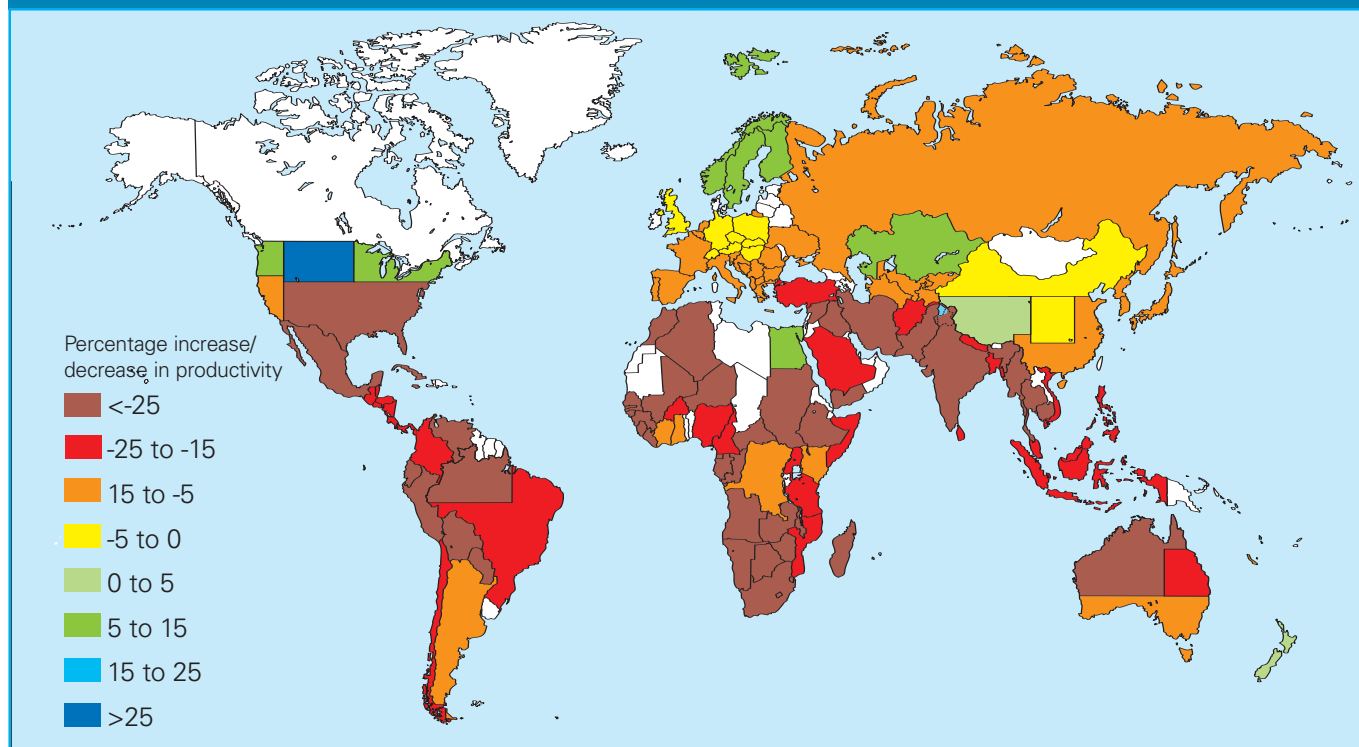 Percentage increase/
decrease in productivity
<-25
-25 to -15
15 to -5
-5 to 0
0 to 5
5 to 15
15 to 25
>25